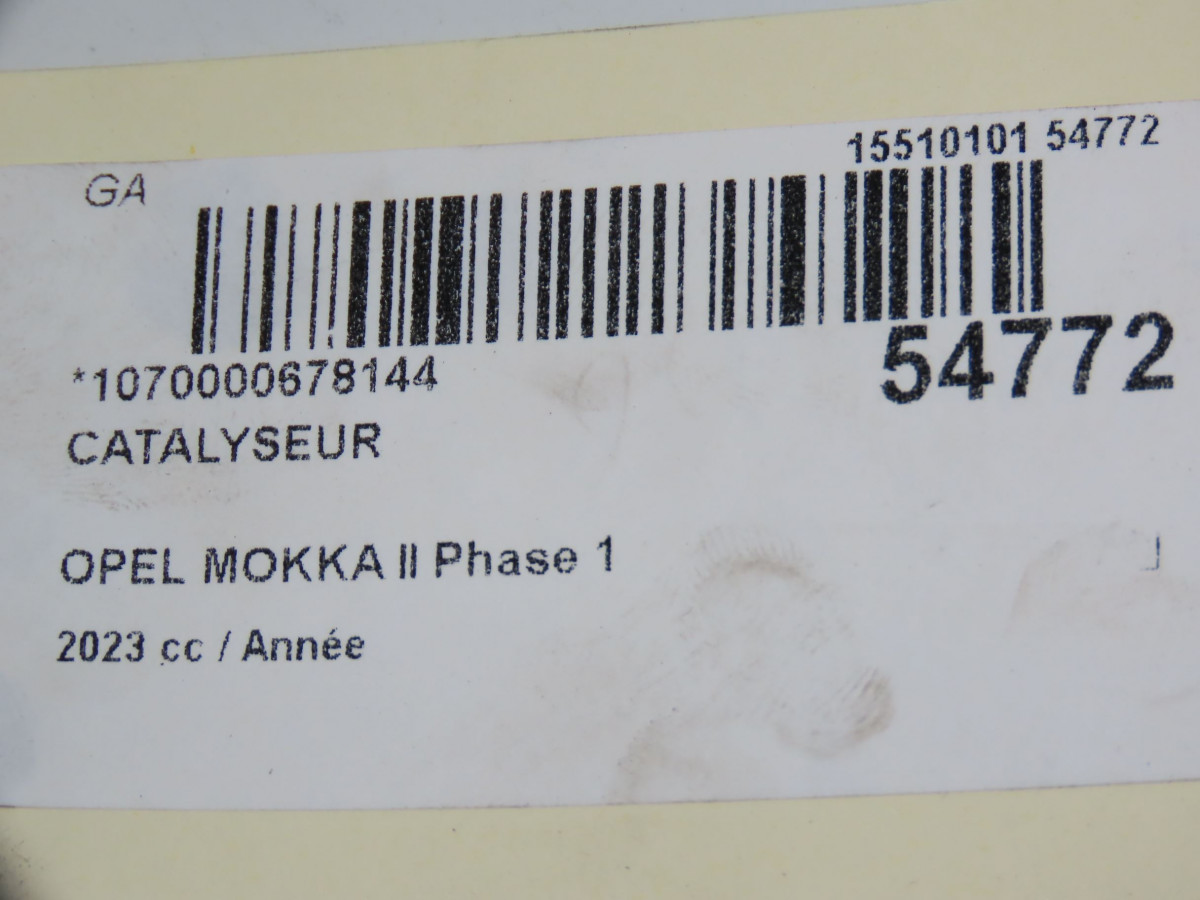 15510101 54772
GA
*1070000678144
54772
CATALYSEUR
OPEL MOKKA II Phase 1
2023 cc / Année